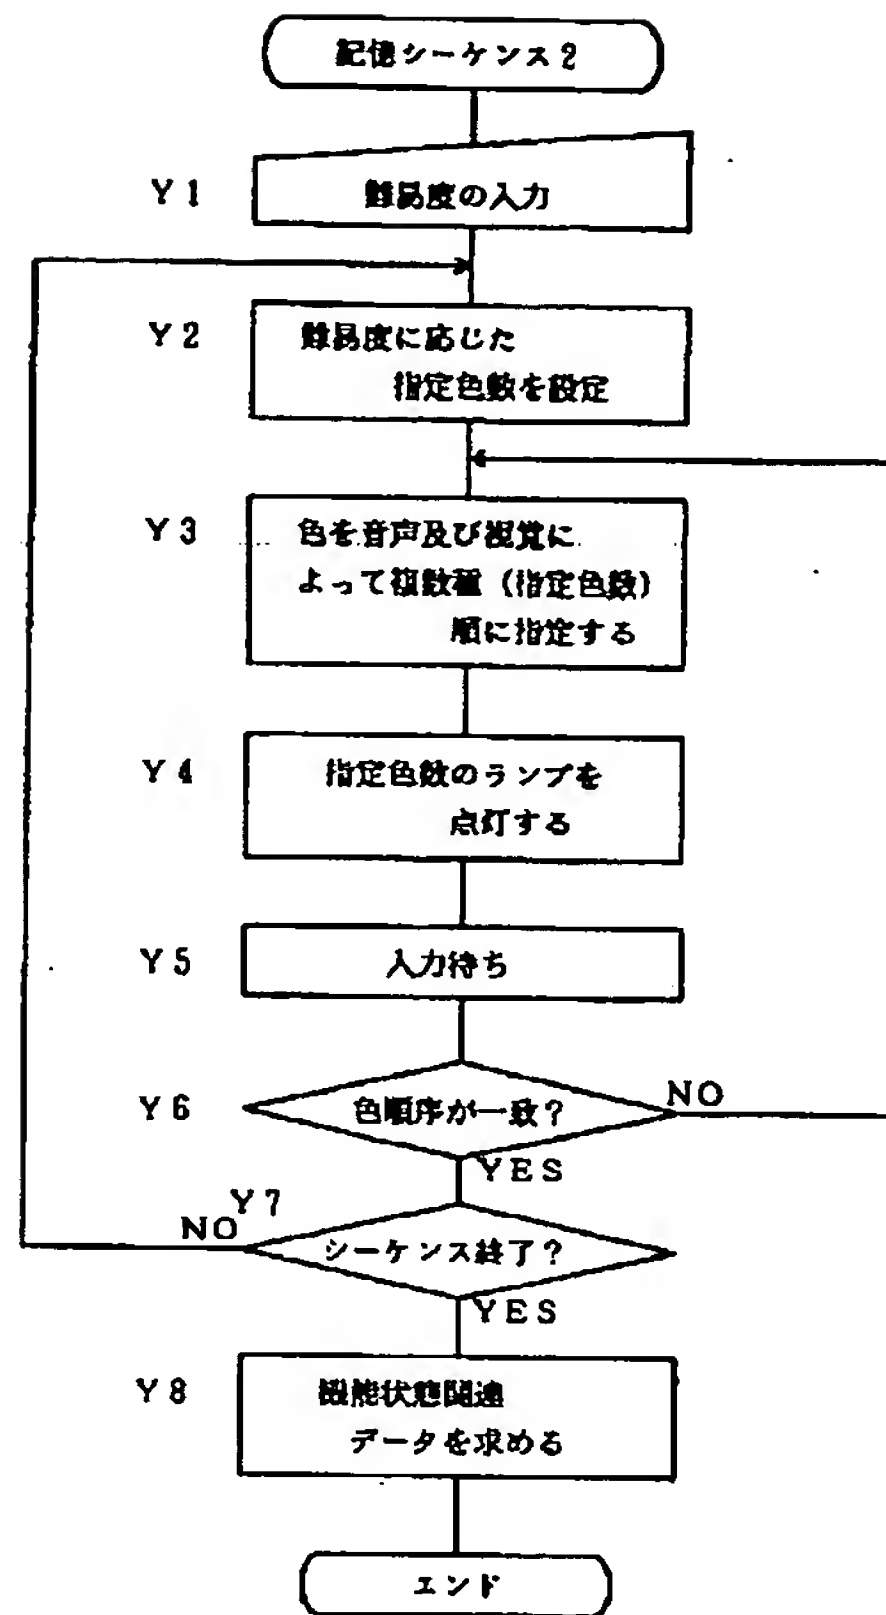 記憶シーケンス2
Y1
難易度の入力
Y2
難易度に応じた
指定色数を設定
Y3
色を音声及び視覚に
よって複数種（指定色数）
順に指定する
Y4
指定色数のランプを
点灯する
Y5
入力待ち
Y6
色順序が一致？
NO
YES
Y7
NO
シーケンス終了？
YES
Y8
機能状態関連
データを求める
エンド